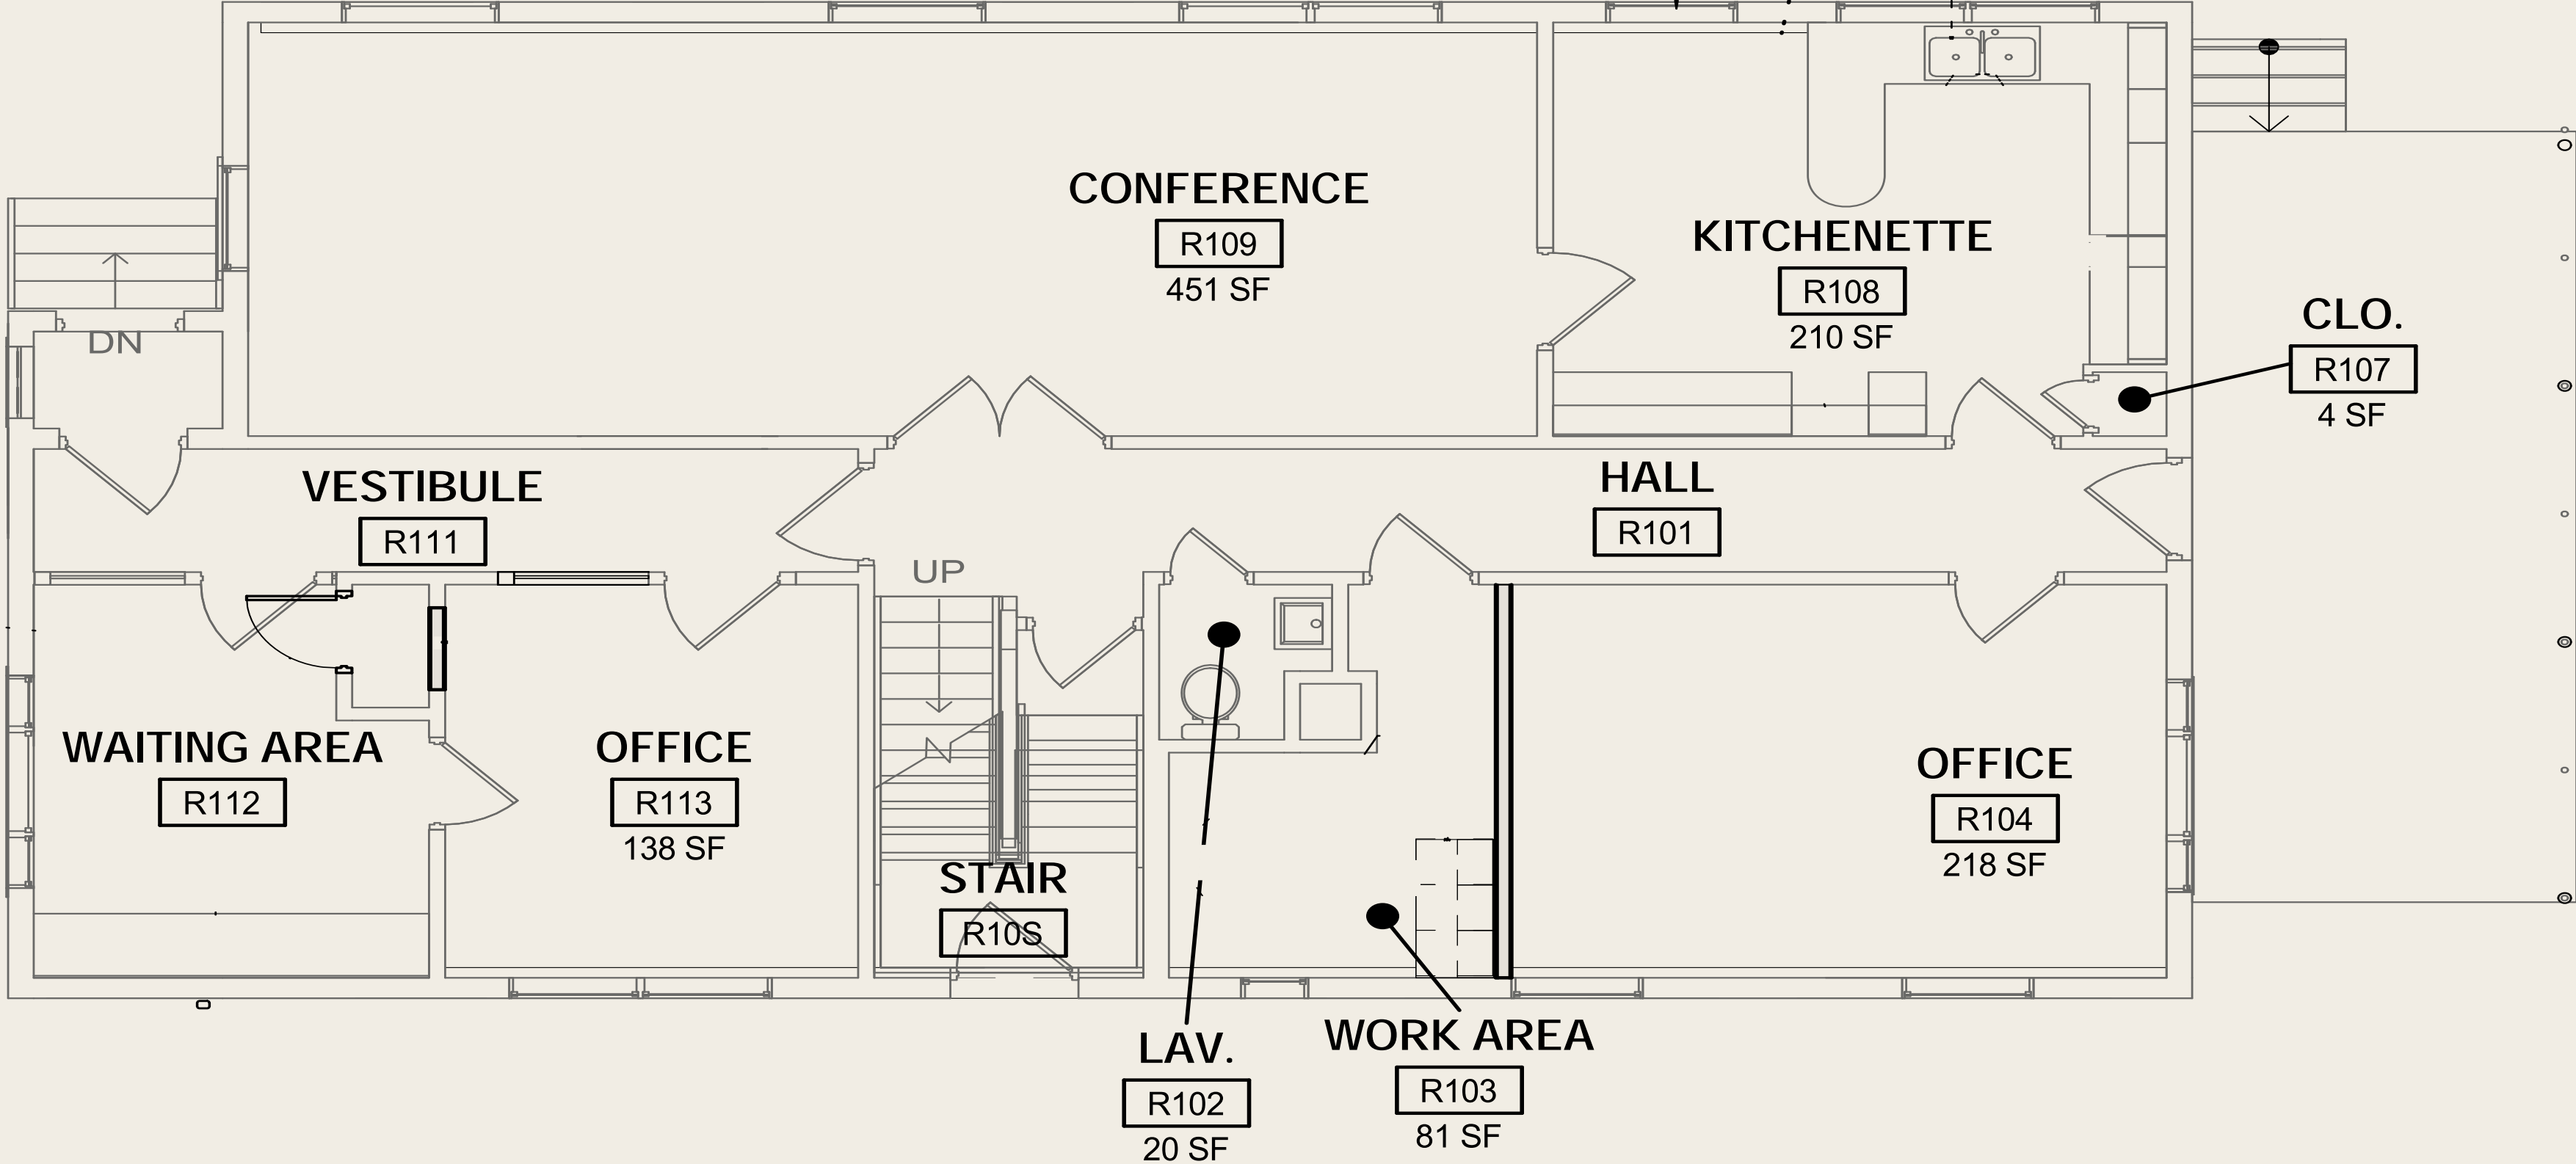 CONFERENCE
R109
451 SF
KITCHENETTE
R108
210 SF
CLO.
R107
4 SF
DN
VESTIBULE
R111
HALL
R101
UP
WAITING AREA
R112
OFFICE
R113
138 SF
STAIR
R10S
OFFICE
R104
218 SF
LAV.
R102
20 SF
WORK AREA
R103
81 SF